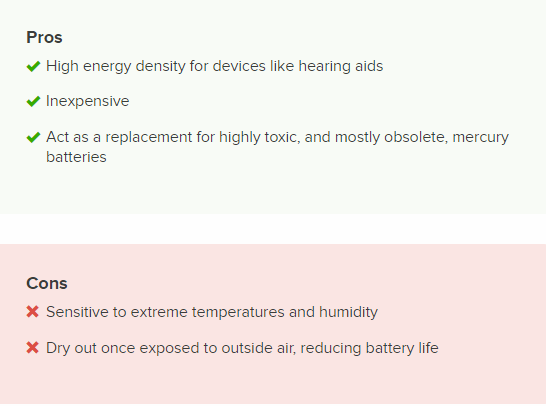 Pros
High energy density for devices like hearing aids
Inexpensive
Act as a replacement for highly toxic, and mostly obsolete, mercury
batteries
Cons
Sensitive to extreme temperatures and humidity
Dry out once exposed to outside air, reducing battery life